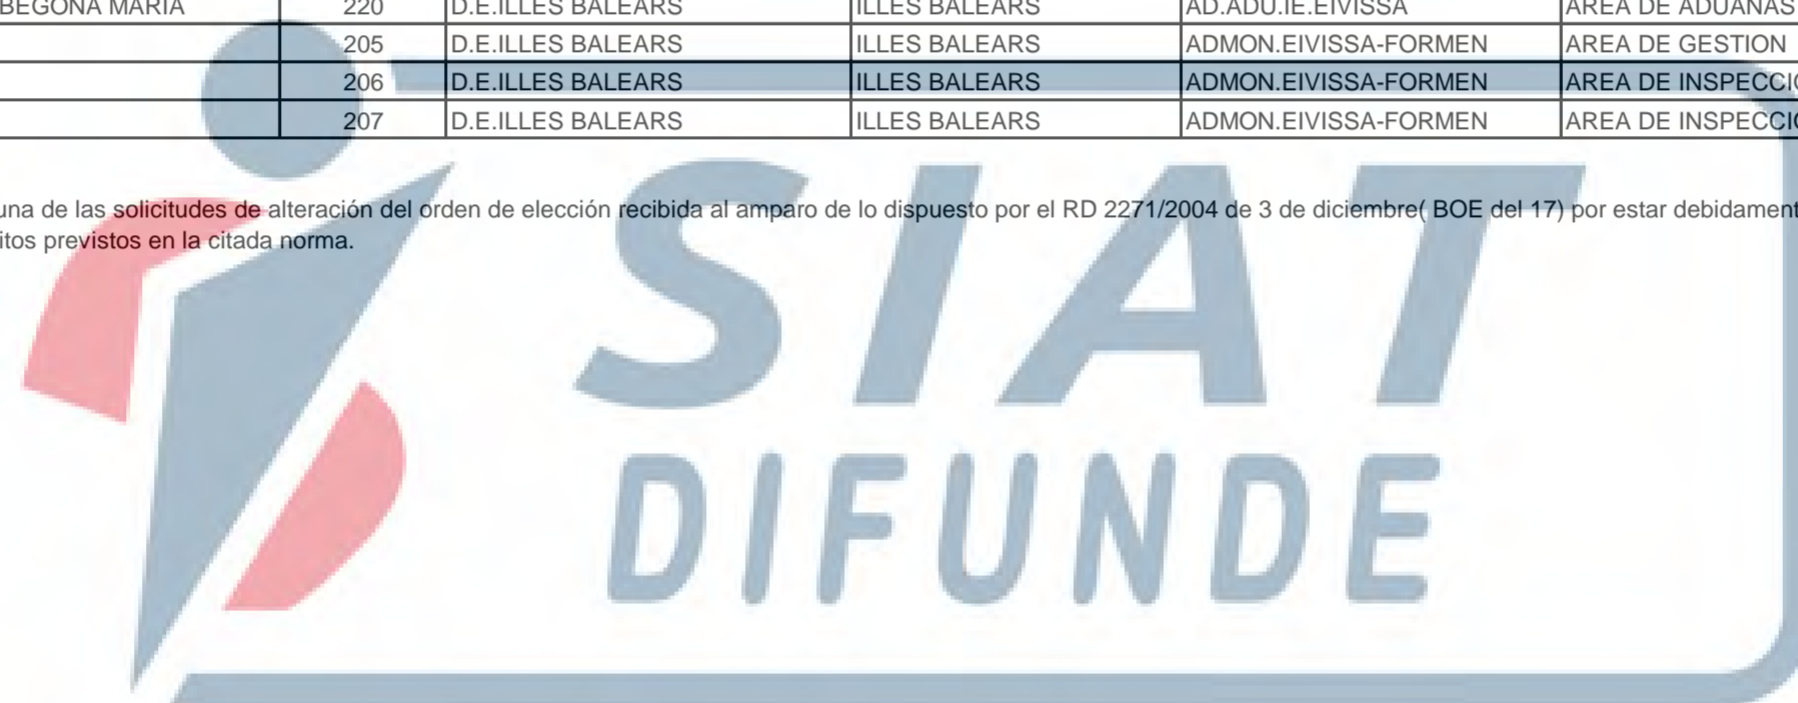 BEGOÑA MARIA 220 D.E.ILLES BALEARS ILLES BALEARS AD.ADU.IE.EIVISSA AREA DE ADUANAS
205 D.E.ILLES BALEARS ILLES BALEARS ADMON.EIVISSA-FORMEN AREA DE GESTION
206 D.E.ILLES BALEARS ILLES BALEARS ADMON.EIVISSA-FORMEN AREA DE INSPECCIO
207 D.E.ILLES BALEARS ILLES BALEARS ADMON.EIVISSA-FORMEN AREA DE INSPECCIO
una de las solicitudes de alteración del orden de elección recibida al amparo de lo dispuesto por el RD 2271/2004 de 3 de diciembre( BOE del 17) por estar debidament
itos previstos en la citada norma.
SIAT
DIFUNDE